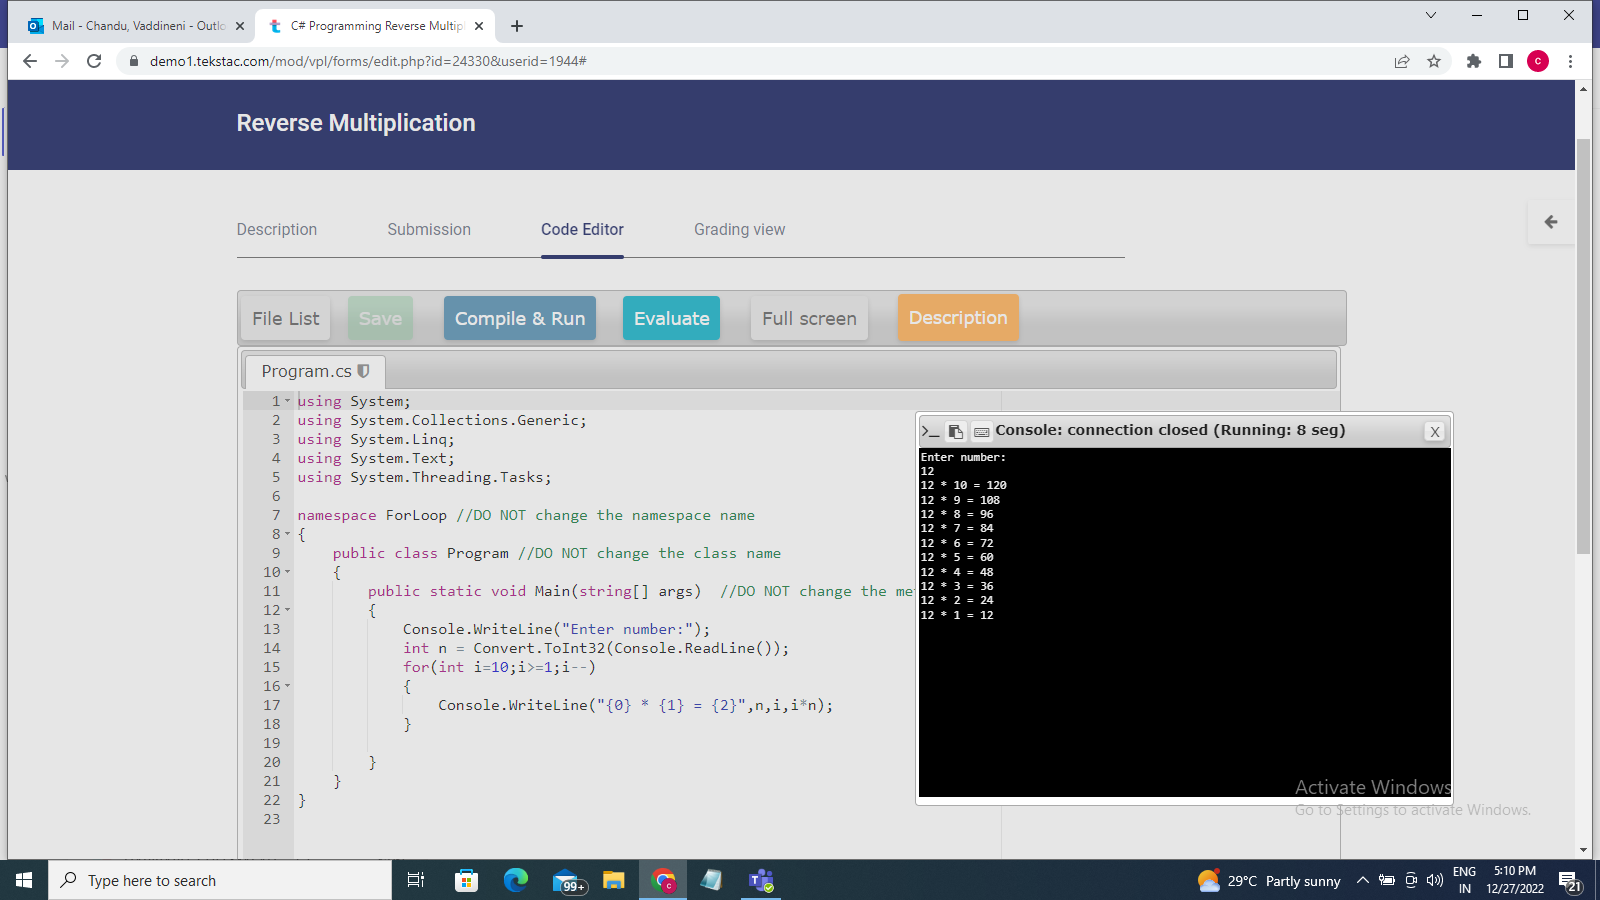 Mail - Chandu, Vaddineni - Outlo
C# Programming Reverse Multipl
demo1.tekstac.com/mod/vpl/forms/edit.php?id=24330&userid=1944#
c
Reverse Multiplication
Description Submission Code Editor Grading view
File List Save Compile & Run Evaluate Full screen Description
Program.cs
1 using System;
2 using System.Collections.Generic;
3 using System.Linq;
4 using System.Text;
5 using System.Threading.Tasks;
6
7 namespace ForLoop //DO NOT change the namespace name
8 {
9 public class Program //DO NOT change the class name
10 {
11 public static void Main(string[] args) //DO NOT change the me
12 {
13 Console.WriteLine("Enter number:");
14 int n = Convert.ToInt32(Console.ReadLine());
15 for(int i=10;i>=1;i--)
16 {
17 Console.WriteLine("{0} * {1} = {2}",n,i,i*n);
18 }
19
20 }
21 }
22 }
23
Console: connection closed (Running: 8 seg) X
Enter number:
12
12 * 10 = 120
12 * 9 = 108
12 * 8 = 96
12 * 7 = 84
12 * 6 = 72
12 * 5 = 60
12 * 4 = 48
12 * 3 = 36
12 * 2 = 24
12 * 1 = 12
Activate Windows
Go to Settings to activate Windows.
Type here to search
99+
c
29°C Partly sunny
ENG
IN
5:10 PM
12/27/2022
21